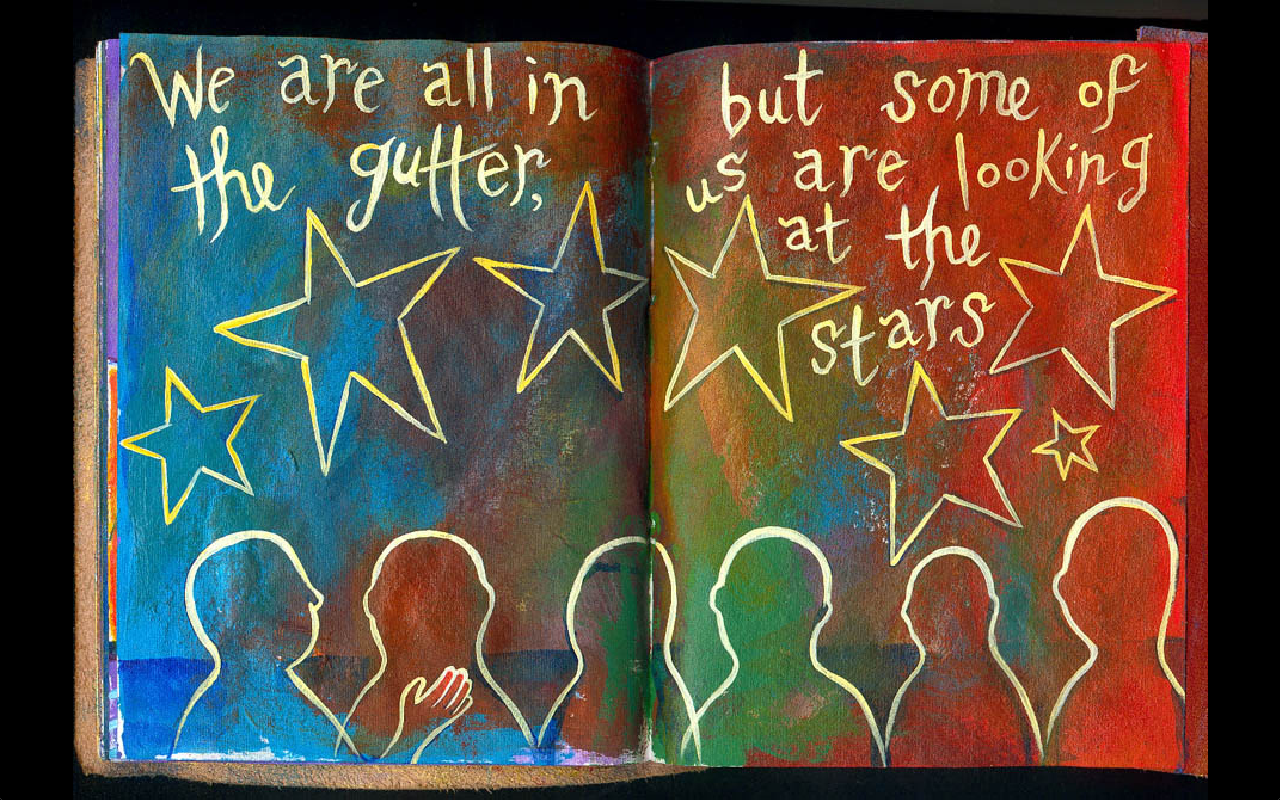 We are all in
the gutter,
but some of
us are looking
at the
stars